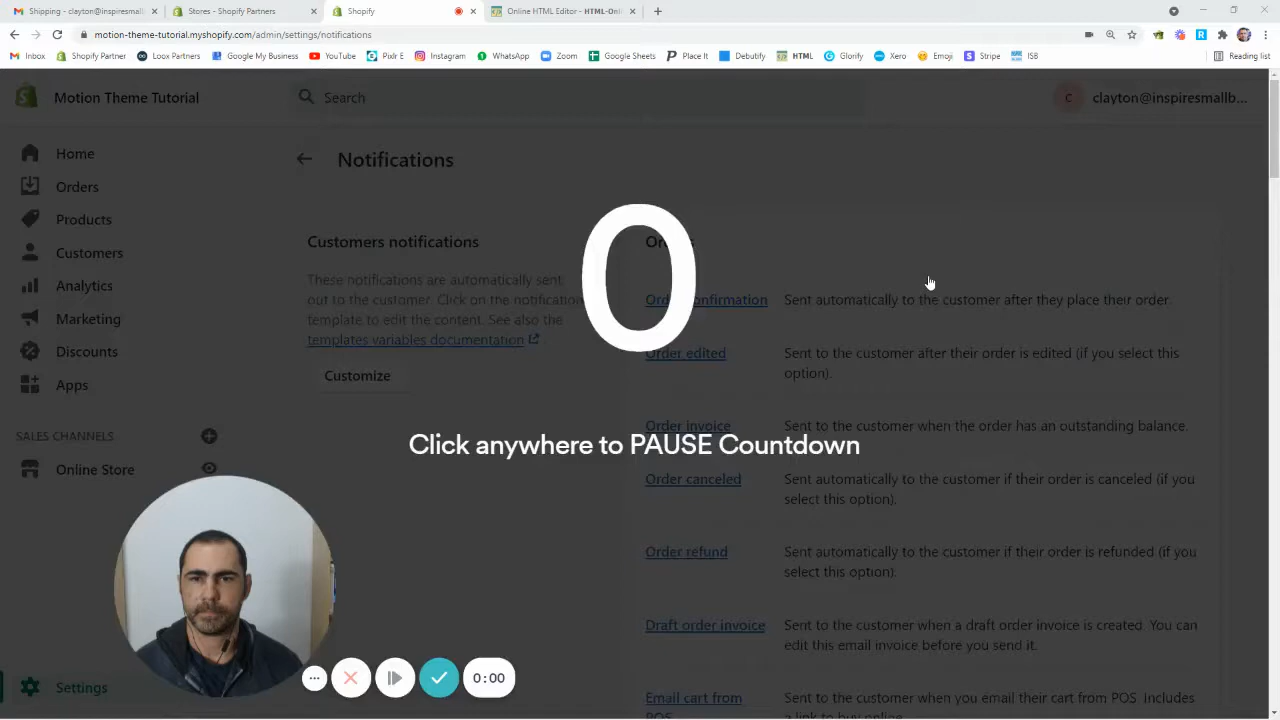 Shipping - clayton@inspiresmallb
Stores - Shopify Partners
Shopify
Online HTML Editor - HTML-Onl
motion-theme-tutorial.myshopify.com/admin/settings/notifications
Inbox
Shopify Partner
Loox Partners
Google My Business
YouTube
Pixlr E
Instagram
WhatsApp
Zoom
Google Sheets
Place It
Debutify
HTML
Glorify
Xero
Emoji
Stripe
ISB
Reading list
Motion Theme Tutorial
Search
C
clayton@inspiresmallb...
Home
Orders
Products
Customers
Analytics
Marketing
Discounts
Apps
SALES CHANNELS
Online Store
Settings
Notifications
Customers notifications
These notifications are automatically sent
out to the customer. Click on the notification
template to edit the content. See also the
templates variables documentation
Customize
0
Click anywhere to PAUSE Countdown
Order confirmation
Sent automatically to the customer after they place their order.
Order edited
Sent to the customer after their order is edited (if you select this
option).
Order invoice
Sent to the customer when the order has an outstanding balance.
Order canceled
Sent automatically to the customer if their order is canceled (if you
select this option).
Order refund
Sent automatically to the customer if their order is refunded (if you
select this option).
Draft order invoice
Sent to the customer when a draft order invoice is created. You can
edit this email invoice before you send it.
Email cart from
POS
Sent to the customer when you email their cart from POS. Includes
a link to buy online.
0:00